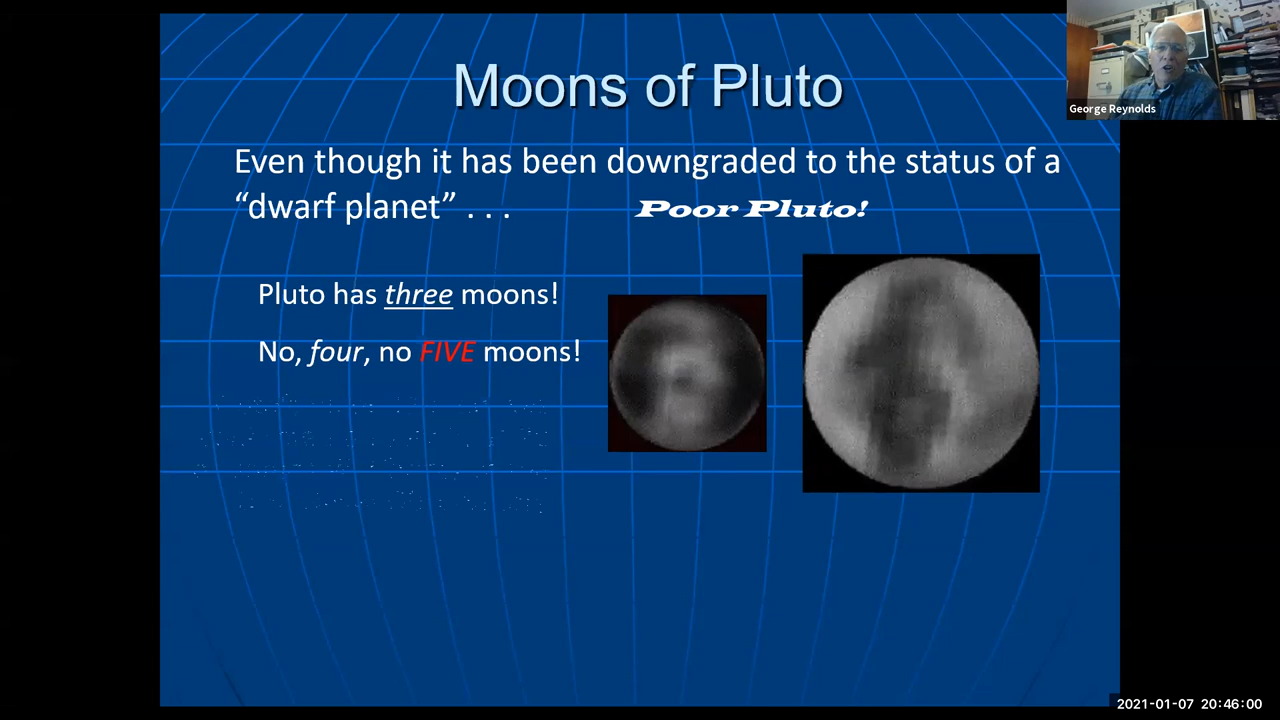 Moons of Pluto
George Reynolds
Even though it has been downgraded to the status of a
“dwarf planet” . . . Poor Pluto!
Pluto has three moons!
No, four, no FIVE moons!
2021-01-07 20:46:00